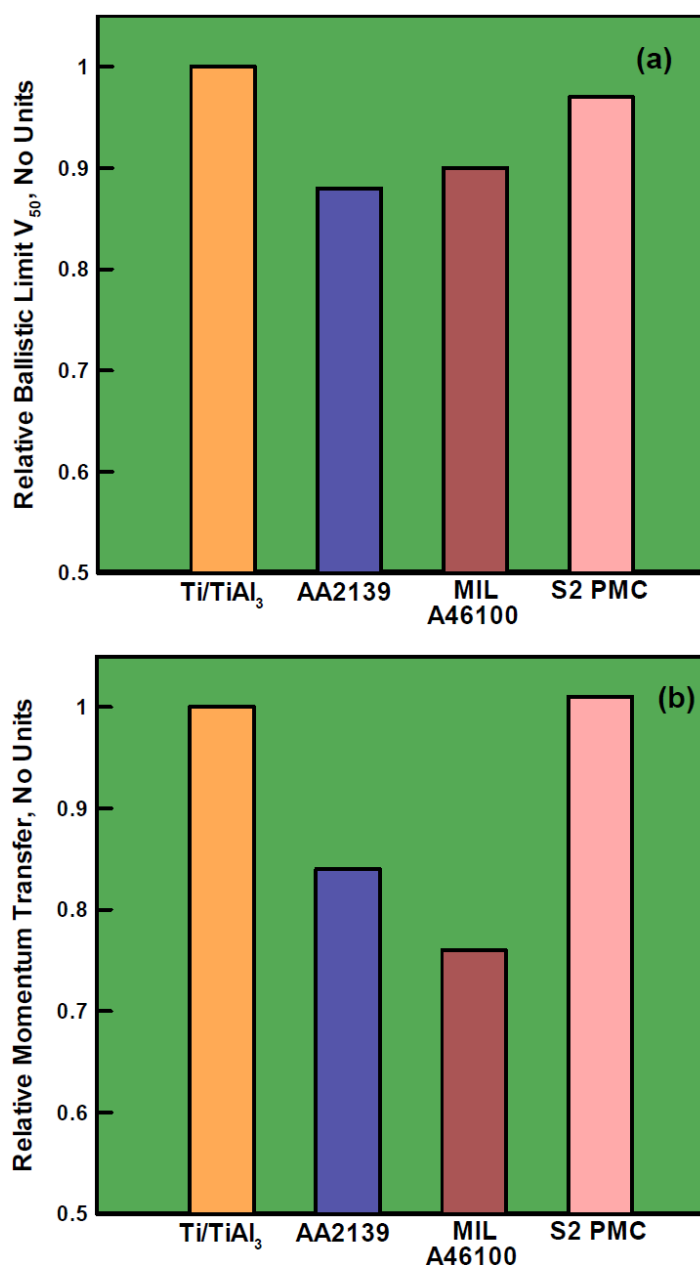 (a)
Relative Ballistic Limit V₅₀, No Units
1
0.9
0.8
0.7
0.6
0.5
Ti/TiAl₃ AA2139 MIL S2 PMC
A46100
(b)
Relative Momentum Transfer, No Units
1
0.9
0.8
0.7
0.6
0.5
Ti/TiAl₃ AA2139 MIL S2 PMC
A46100